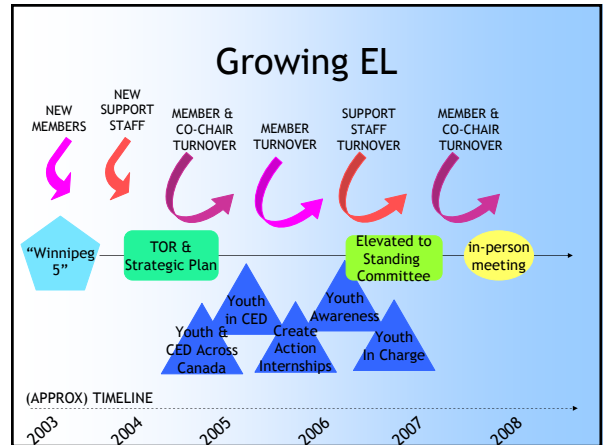 Growing EL
NEW
MEMBERS
NEW
SUPPORT
STAFF
MEMBER &
CO-CHAIR
TURNOVER
MEMBER
TURNOVER
SUPPORT
STAFF
TURNOVER
MEMBER &
CO-CHAIR
TURNOVER
“Winnipeg
5”
TOR &
Strategic Plan
Elevated to
Standing
Committee
in-person
meeting
Youth &
CED Across
Canada
Youth
in CED
Create
Action
Internships
Youth
Awareness
Youth
In Charge
(APPROX) TIMELINE
2003
2004
2005
2006
2007
2008